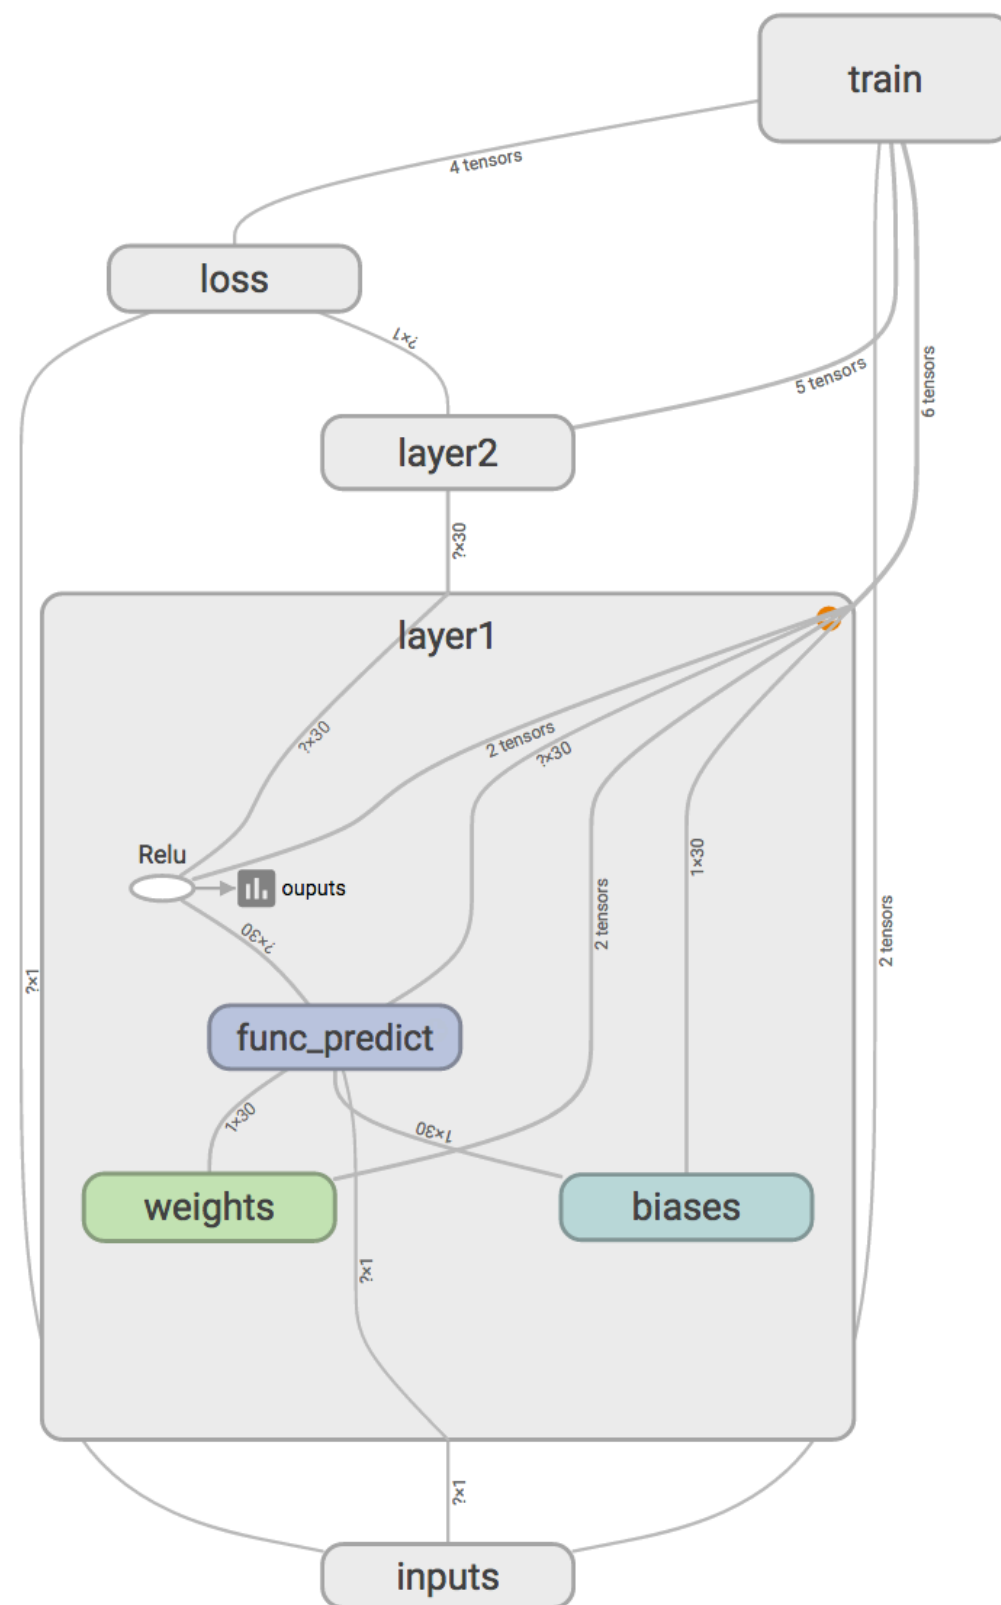 train
4 tensors
loss
?×1
5 tensors
6 tensors
layer2
?×30
layer1
?×30
2 tensors
?×30
Relu
ouputs
1×30
2 tensors
2 tensors
?×30
?×1
func_predict
1×30
1×30
weights
biases
?×1
?×1
inputs